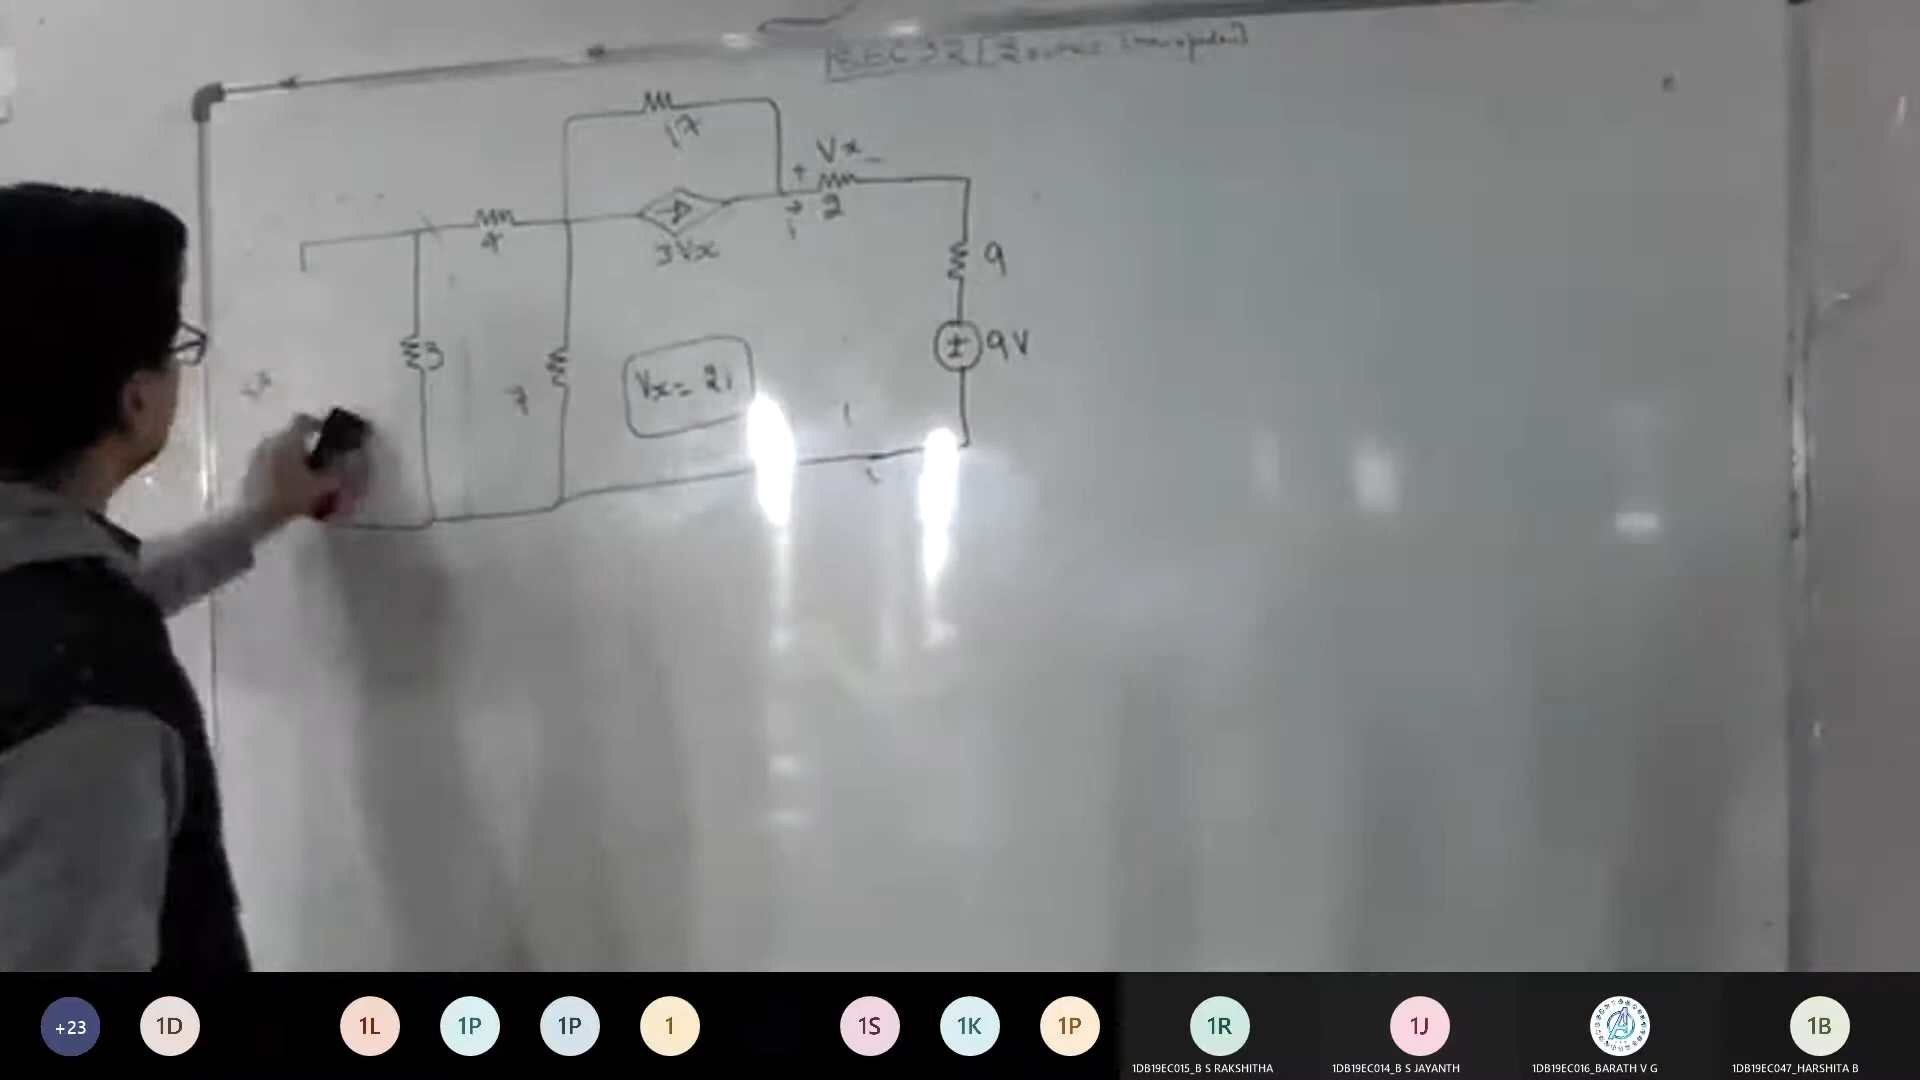 17
Vx
+ -
4
2
i
3Vx
9
3
9V
7
Vx = 2i
i
+23
1D
1L
1P
1P
1
1S
1K
1P
1R
1J
1B
1DB19EC015_B S RAKSHITHA
1DB19EC014_B S JAYANTH
1DB19EC016_BARATH V G
1DB19EC047_HARSHITA B